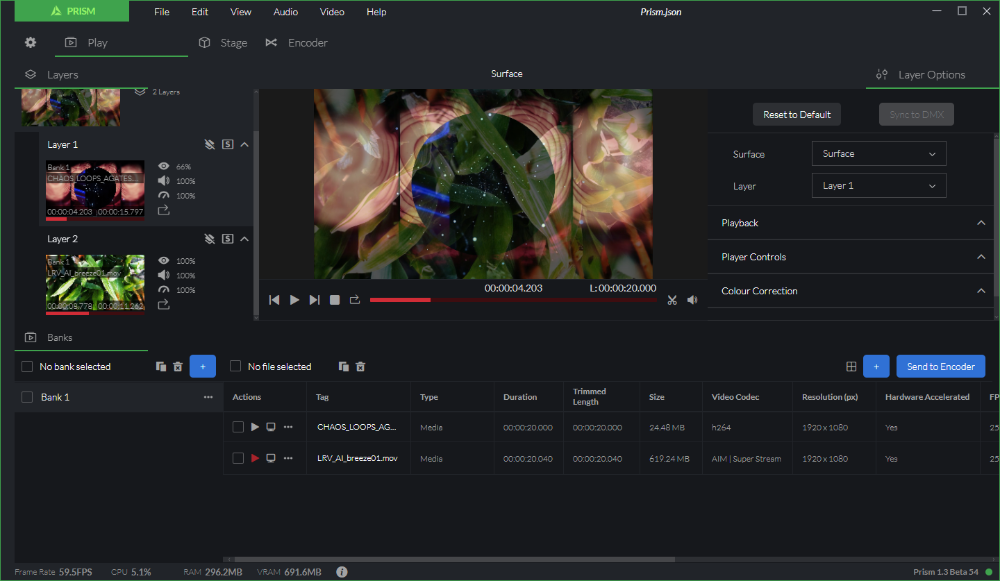 PRISM File Edit View Audio Video Help Prism.json
Play Stage Encoder
Layers Surface Layer Options
2 Layers
Reset to Default Sync to DMX
Layer 1 S
Surface Surface
Bank 1 66%
CHAOS_LOOPS_AGATES... 100%
Layer Layer 1
100%
00:00:04.203 00:00:15.797
Playback
Layer 2 S
Player Controls
Bank 1 100%
LRV_AI_breeze01.mov 100%
100%
00:00:08.778 00:00:11.262
00:00:04.203 L: 00:00:20.000
Colour Correction
Banks
No bank selected + No file selected + Send to Encoder
Bank 1 ...
Actions Tag Type Duration Trimmed Length Size Video Codec Resolution (px) Hardware Accelerated FP
CHAOS_LOOPS_AG... Media 00:00:20.000 00:00:20.000 24.48 MB h264 1920 x 1080 Yes 25
LRV_AI_breeze01.mov Media 00:00:20.040 00:00:20.040 619.24 MB AIM | Super Stream 1920 x 1080 Yes 25
Frame Rate 59.5FPS CPU 5.1% RAM 296.2MB VRAM 691.6MB i Prism 1.3 Beta 54